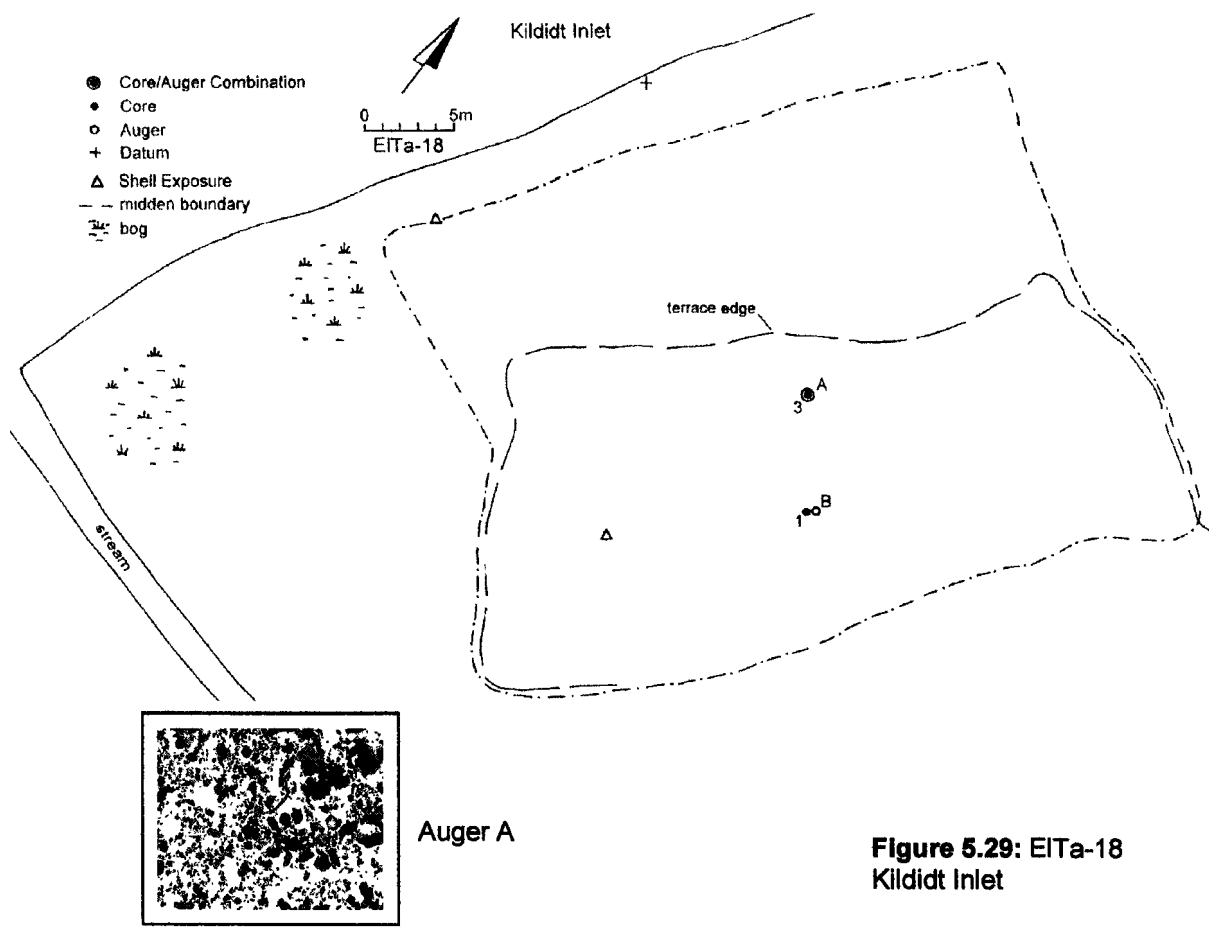 Kildidt Inlet
Core/Auger Combination
Core
Auger
Datum
Shell Exposure
midden boundary
bog
0 5m
ElTa-18
terrace edge
A
3
B
1
stream
Auger A
Figure 5.29: ElTa-18
Kildidt Inlet